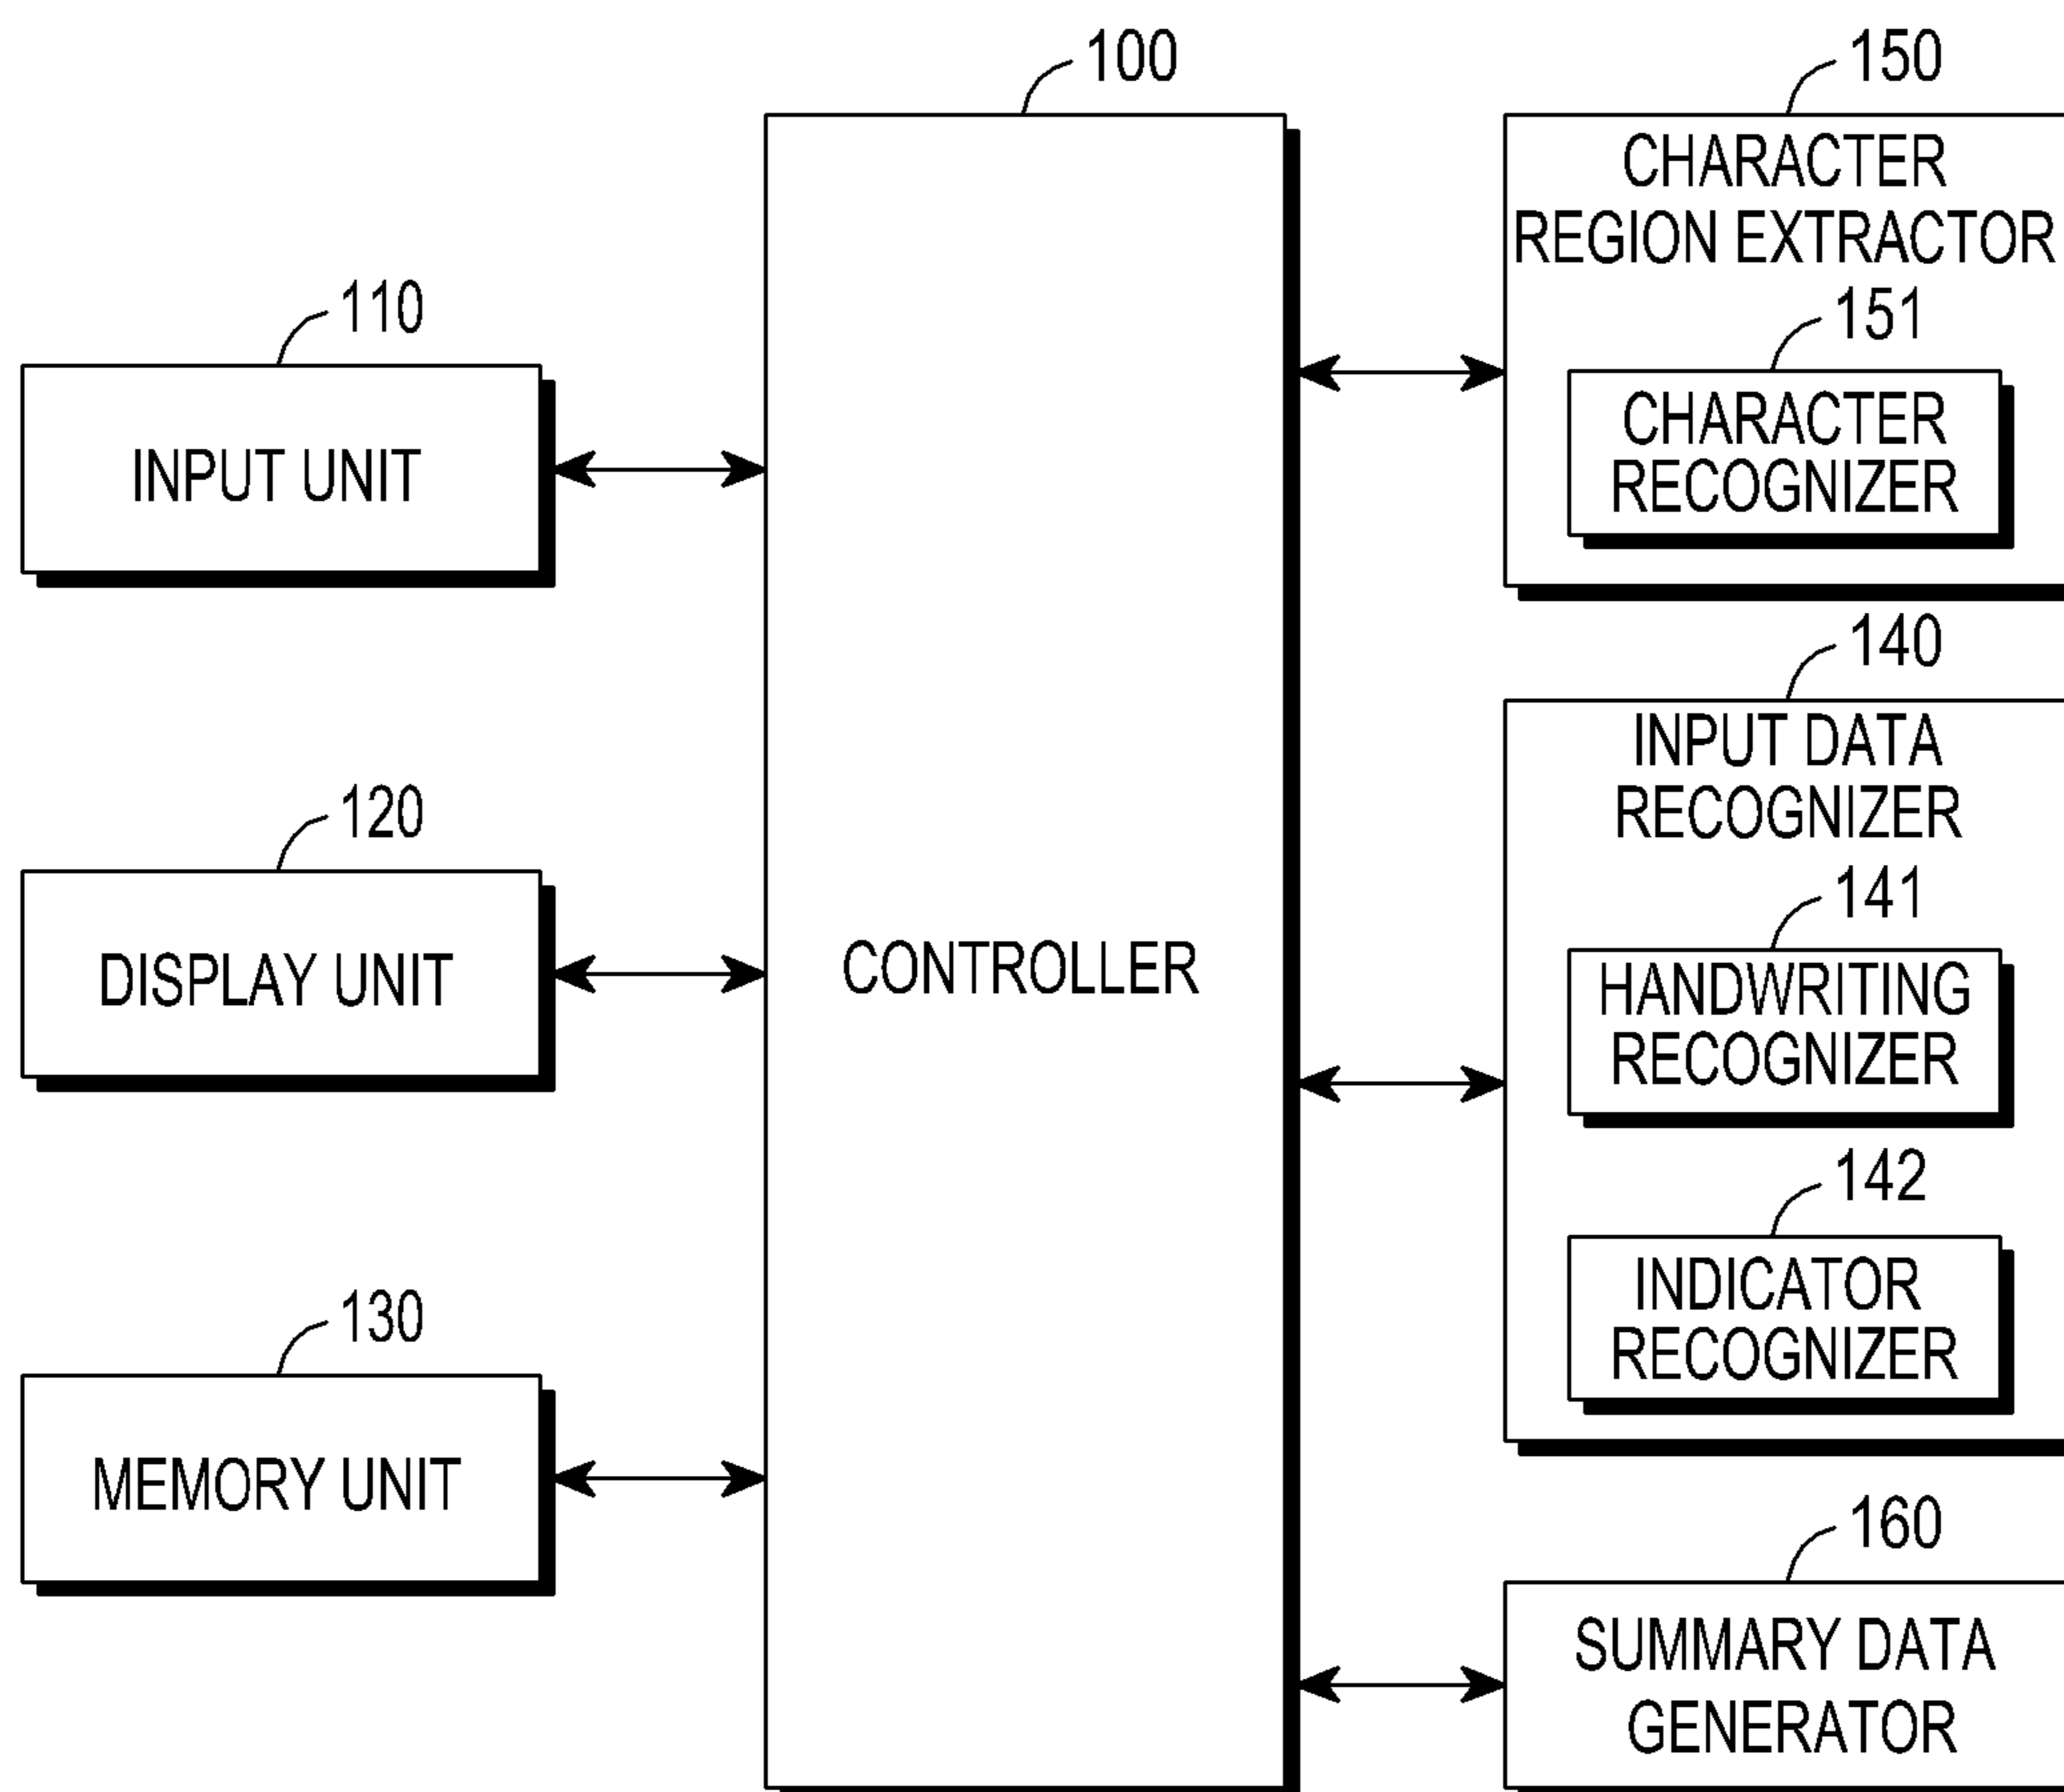 100
150
CHARACTER
REGION EXTRACTOR
110
151
CHARACTER
RECOGNIZER
INPUT UNIT
140
INPUT DATA
RECOGNIZER
120
141
DISPLAY UNIT
CONTROLLER
HANDWRITING
RECOGNIZER
142
INDICATOR
RECOGNIZER
130
MEMORY UNIT
160
SUMMARY DATA
GENERATOR